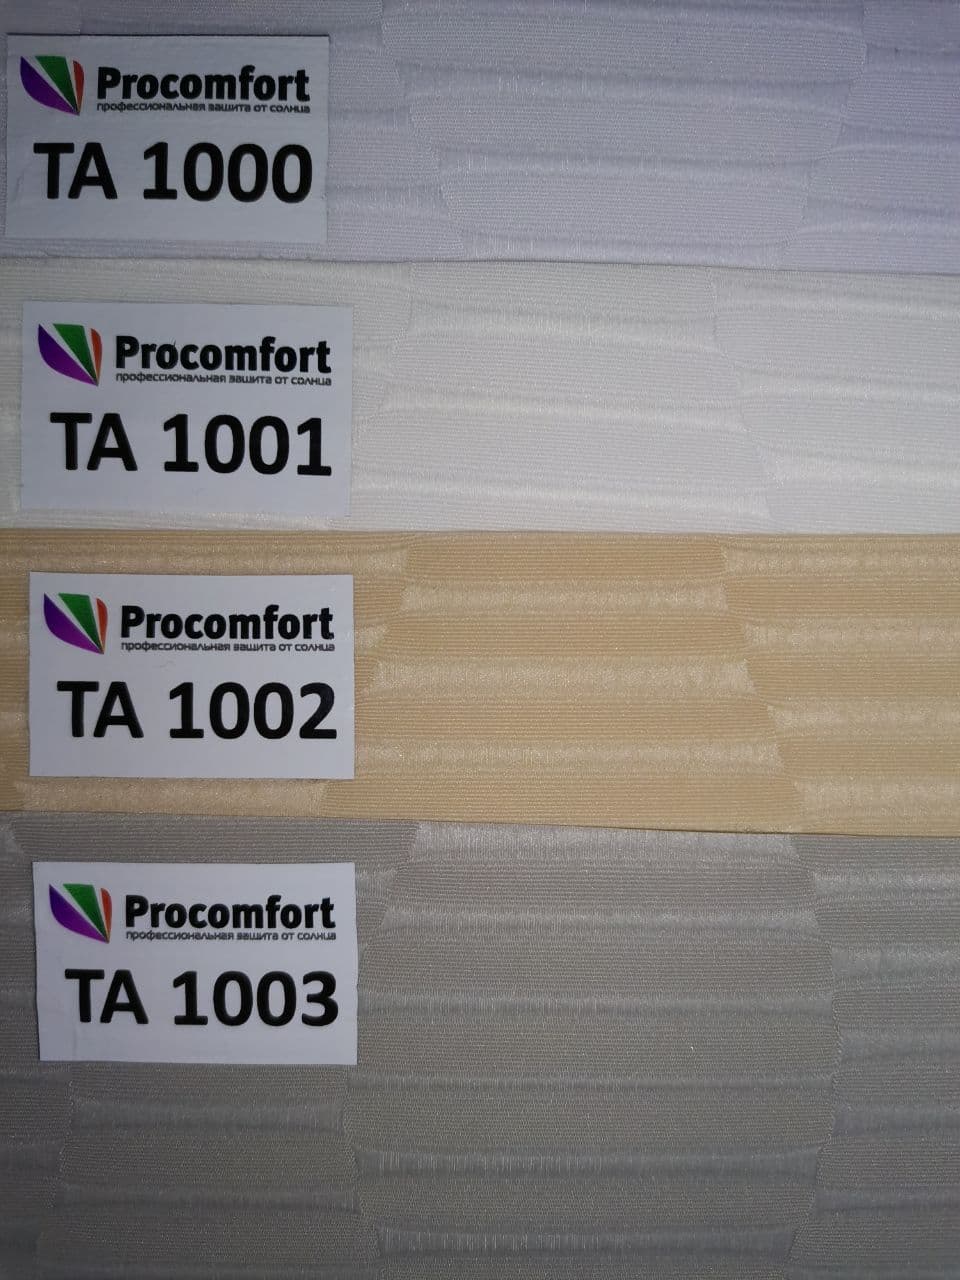 Procomfort
профессиональная защита от солнца
TA 1000
Procomfort
профессиональная защита от солнца
TA 1001
Procomfort
профессиональная защита от солнца
TA 1002
Procomfort
профессиональная защита от солнца
TA 1003